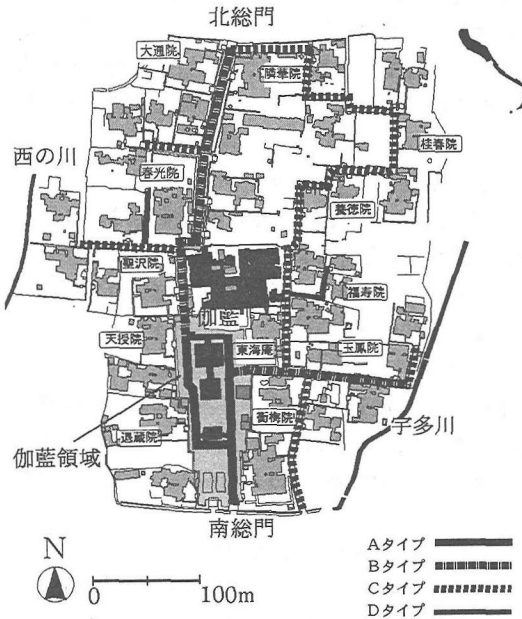 北総門
大通院
隣華院
桂春院
西の川
春光院
養徳院
聖沢院
福寿院
伽藍
天授院
東海庵
玉鳳院
衡梅院
宇多川
退蔵院
伽藍領域
南総門
N
0
100m
Aタイプ
Bタイプ
Cタイプ
Dタイプ